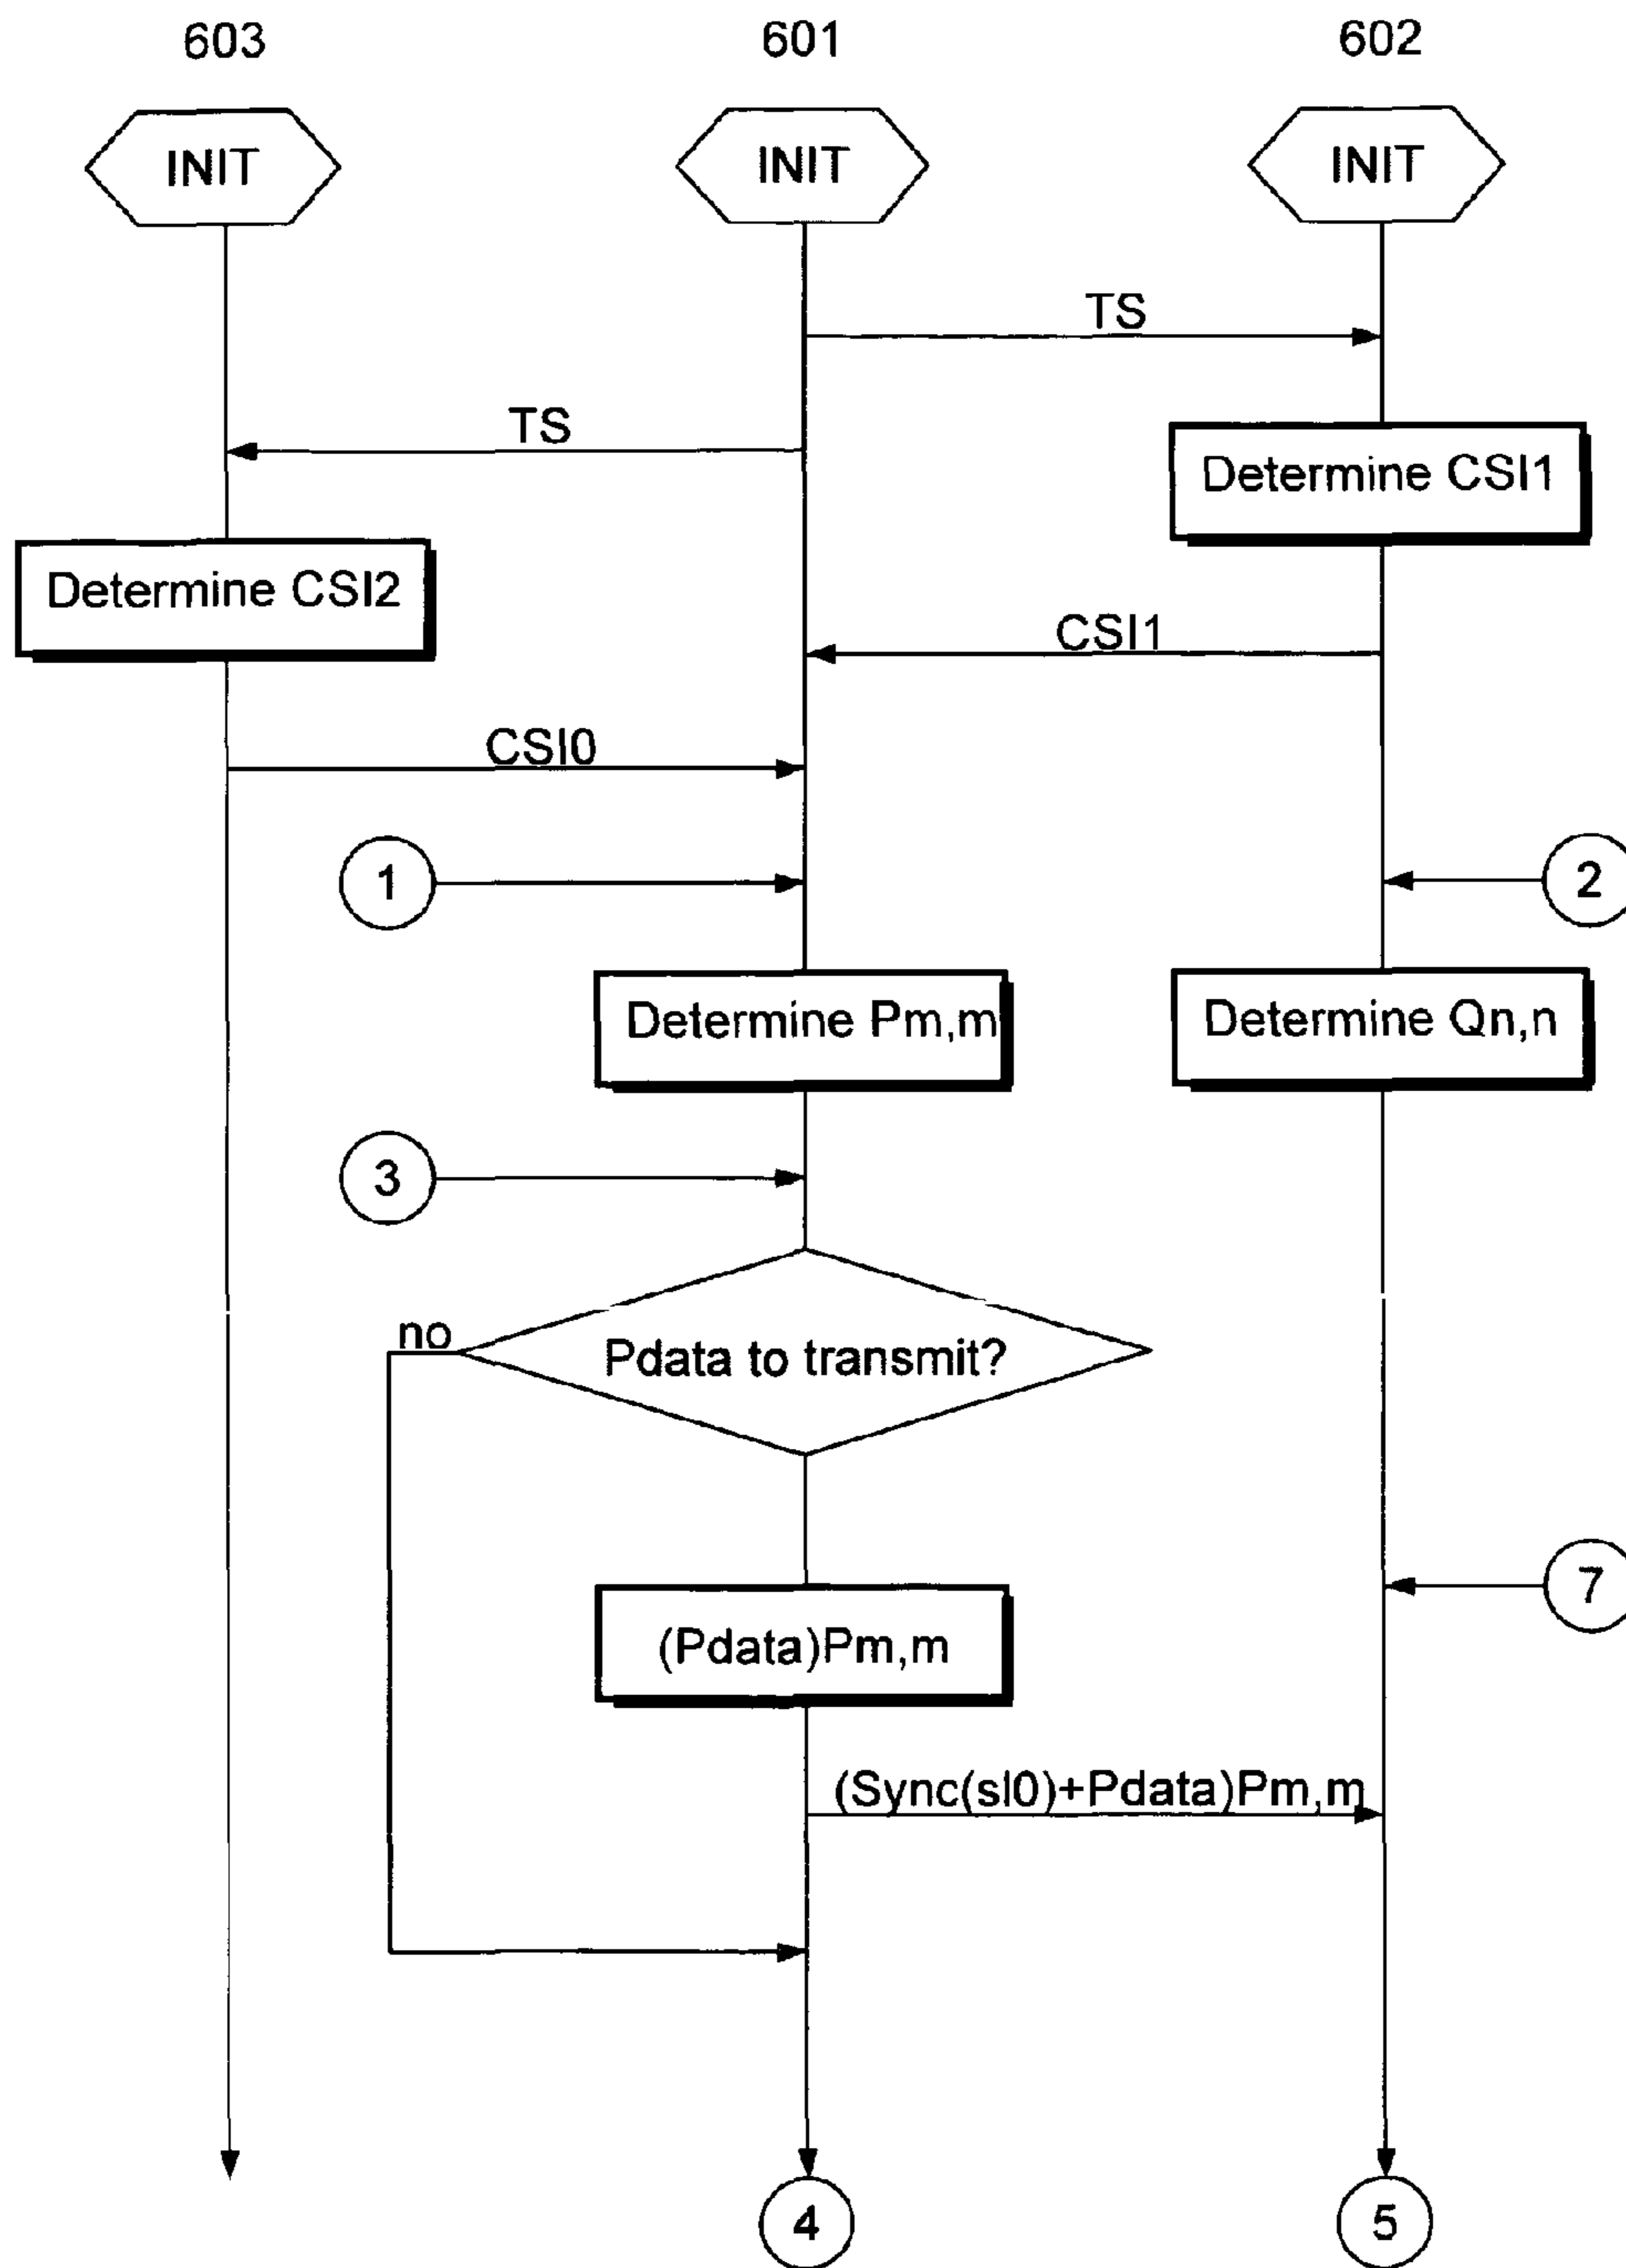 603 601 602
INIT INIT INIT
TS
TS
Determine CSI1
Determine CSI2
CSI1
CSI0
1 2
Determine Pm,m Determine Qn,n
3
no
Pdata to transmit?
7
(Pdata)Pm,m
(Sync(sl0)+Pdata)Pm,m
4 5